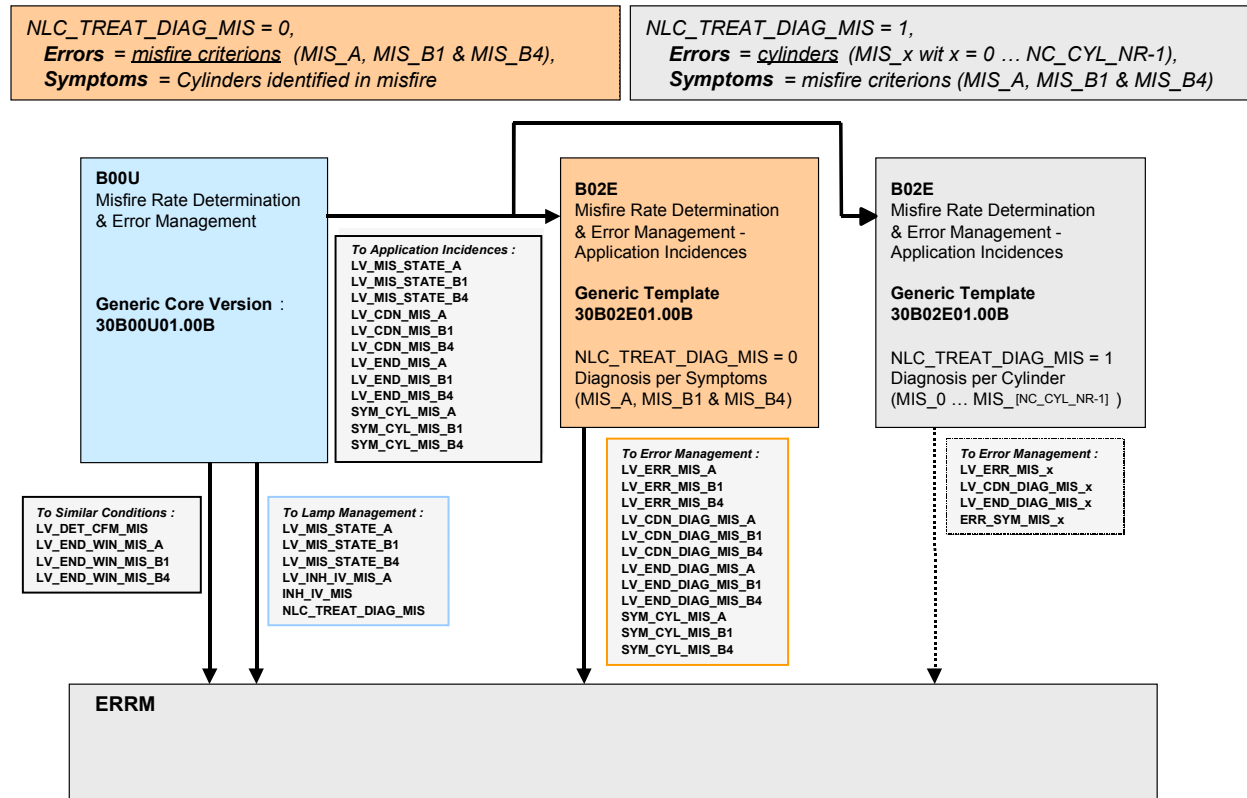 NLC_TREAT_DIAG_MIS = 0,
Errors = misfire criterions (MIS_A, MIS_B1 & MIS_B4),
Symptoms = Cylinders identified in misfire
NLC_TREAT_DIAG_MIS = 1,
Errors = cylinders (MIS_x wit x = 0 … NC_CYL_NR-1),
Symptoms = misfire criterions (MIS_A, MIS_B1 & MIS_B4)
B00U
Misfire Rate Determination
& Error Management
Generic Core Version :
30B00U01.00B
To Application Incidences :
LV_MIS_STATE_A
LV_MIS_STATE_B1
LV_MIS_STATE_B4
LV_CDN_MIS_A
LV_CDN_MIS_B1
LV_CDN_MIS_B4
LV_END_MIS_A
LV_END_MIS_B1
LV_END_MIS_B4
SYM_CYL_MIS_A
SYM_CYL_MIS_B1
SYM_CYL_MIS_B4
B02E
Misfire Rate Determination
& Error Management -
Application Incidences
Generic Template
30B02E01.00B
NLC_TREAT_DIAG_MIS = 0
Diagnosis per Symptoms
(MIS_A, MIS_B1 & MIS_B4)
B02E
Misfire Rate Determination
& Error Management -
Application Incidences
Generic Template
30B02E01.00B
NLC_TREAT_DIAG_MIS = 1
Diagnosis per Cylinder
(MIS_0 … MIS_[NC_CYL_NR-1] )
To Similar Conditions :
LV_DET_CFM_MIS
LV_END_WIN_MIS_A
LV_END_WIN_MIS_B1
LV_END_WIN_MIS_B4
To Lamp Management :
LV_MIS_STATE_A
LV_MIS_STATE_B1
LV_MIS_STATE_B4
LV_INH_IV_MIS_A
INH_IV_MIS
NLC_TREAT_DIAG_MIS
To Error Management :
LV_ERR_MIS_A
LV_ERR_MIS_B1
LV_ERR_MIS_B4
LV_CDN_DIAG_MIS_A
LV_CDN_DIAG_MIS_B1
LV_CDN_DIAG_MIS_B4
LV_END_DIAG_MIS_A
LV_END_DIAG_MIS_B1
LV_END_DIAG_MIS_B4
SYM_CYL_MIS_A
SYM_CYL_MIS_B1
SYM_CYL_MIS_B4
To Error Management :
LV_ERR_MIS_x
LV_CDN_DIAG_MIS_x
LV_END_DIAG_MIS_x
ERR_SYM_MIS_x
ERRM